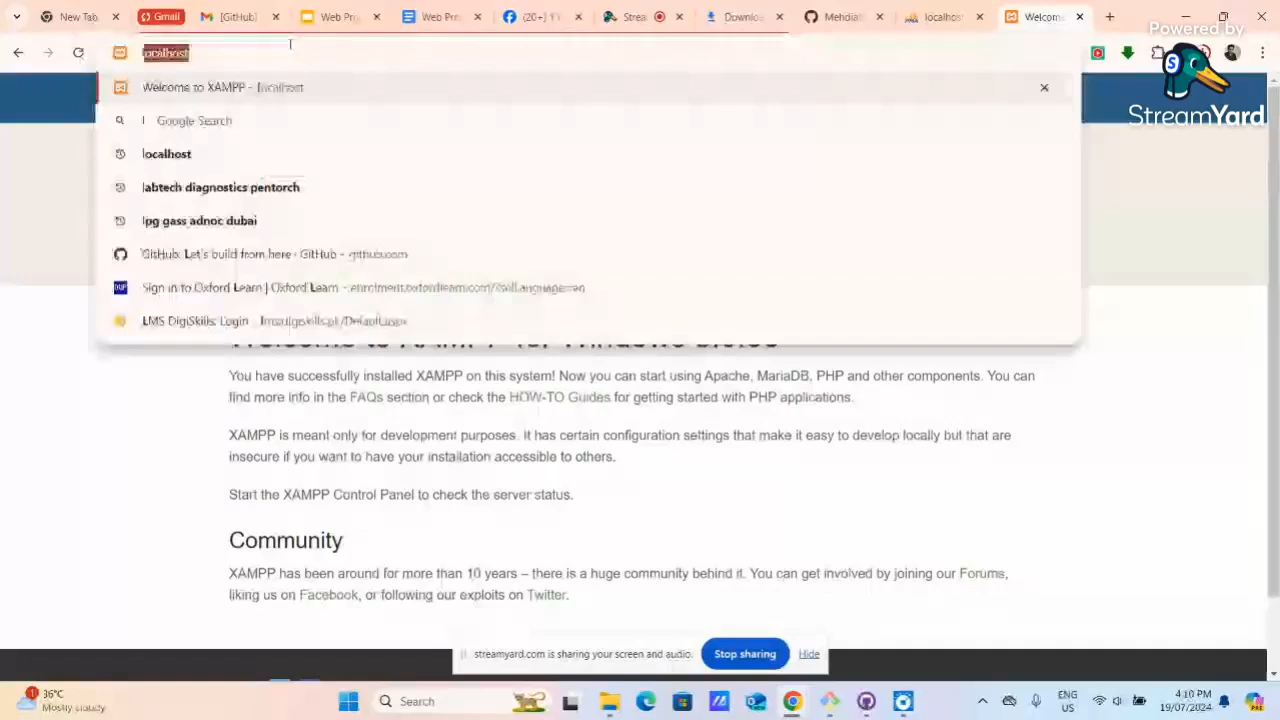 New Ta
Gmail
[GitHub]
Web Pr
Web Pre
(20+) 1
Strea
Downlo
Mehdia
localhos
Welcome
Powered by
StreamYard
localhost
Welcome to XAMPP - localhost
l Google Search
localhost
labtech diagnostics pentorch
lpg gass adnoc dubai
GitHub: Let's build from here · GitHub - github.com
Sign in to Oxford Learn | Oxford Learn -
LMS DigiSkills: Login
You have successfully installed XAMPP on this system! Now you can start using Apache, MariaDB, PHP and other components. You can
find more info in the FAQs section or check the HOW-TO Guides for getting started with PHP applications.
XAMPP is meant only for development purposes. It has certain configuration settings that make it easy to develop locally but that are
insecure if you want to have your installation accessible to others.
Start the XAMPP Control Panel to check the server status.
Community
XAMPP has been around for more than 10 years – there is a huge community behind it. You can get involved by joining our Forums,
liking us on Facebook, or following our exploits on Twitter.
streamyard.com is sharing your screen and audio.
Stop sharing
Hide
1
36°C
Mostly cloudy
Search
ENG
US
4:10 PM
19/07/2024